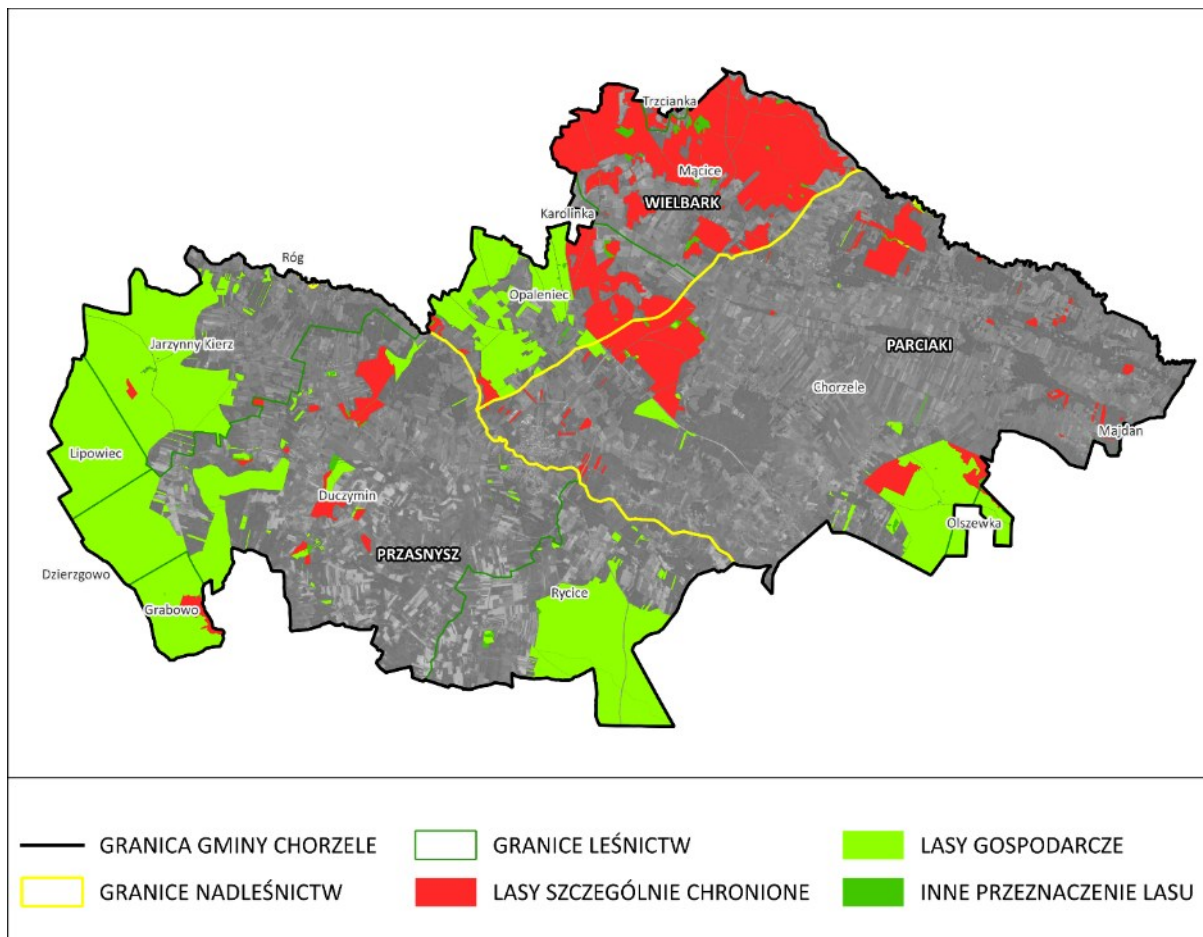 Trzcianka
Mącice
WIELBARK
Karolinka
Róg
Opaleniec
Jarzynny Kierz
PARCIAKI
Chorzele
Majdan
Lipowiec
Duczymin
Olszewka
PRZASNYSZ
Dzierzgowo
Rycice
Grabowo
GRANICA GMINY CHORZELE
GRANICE LEŚNICTW
LASY GOSPODARCZE
GRANICE NADLEŚNICTW
LASY SZCZEGÓLNIE CHRONIONE
INNE PRZEZNACZENIE LASU